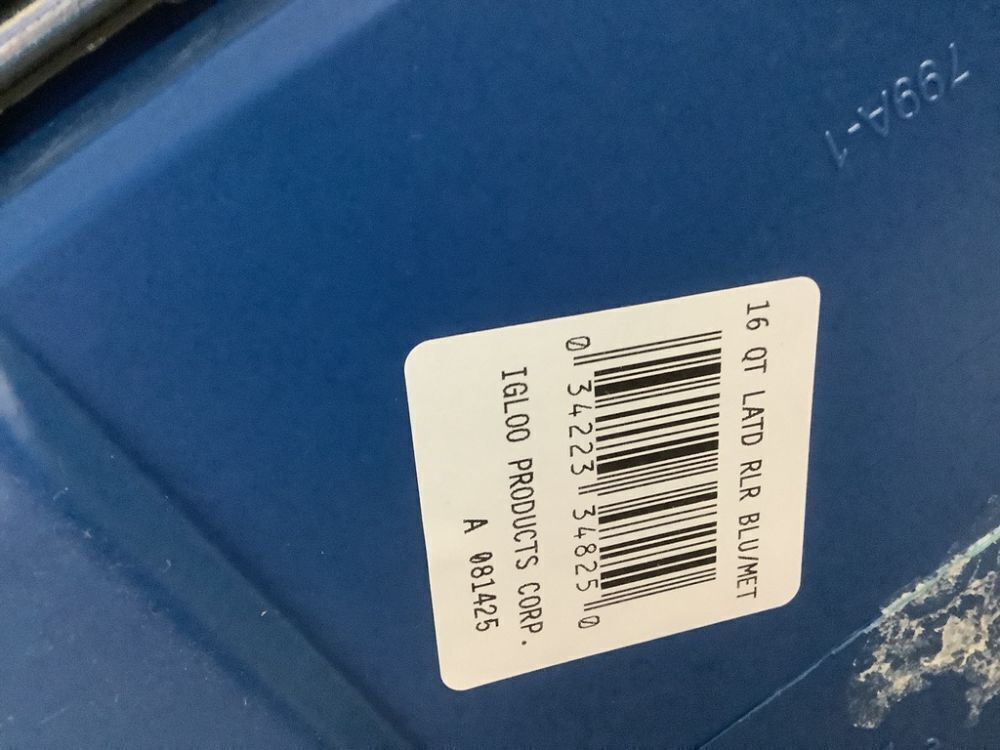 799A-1
16 QT LATD RLR BLU/MET
0 34223 34825 0
IGLOO PRODUCTS CORP.
A 081425